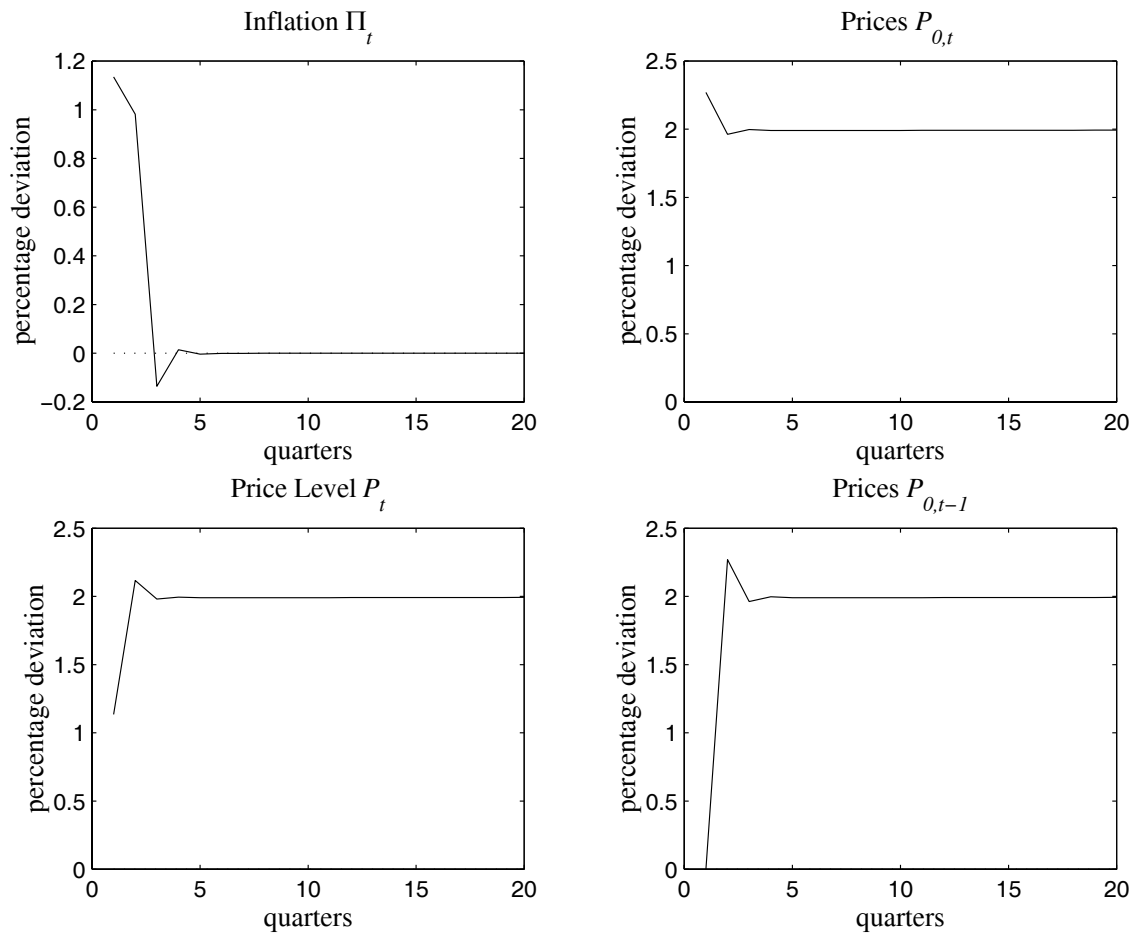 Inflation Π_t
percentage deviation
1.2
1
0.8
0.6
0.4
0.2
0
−0.2
0 5 10 15 20
quarters
Prices P_{0,t}
percentage deviation
2.5
2
1.5
1
0.5
0
0 5 10 15 20
quarters
Price Level P_t
percentage deviation
2.5
2
1.5
1
0.5
0
0 5 10 15 20
quarters
Prices P_{0,t−1}
percentage deviation
2.5
2
1.5
1
0.5
0
0 5 10 15 20
quarters